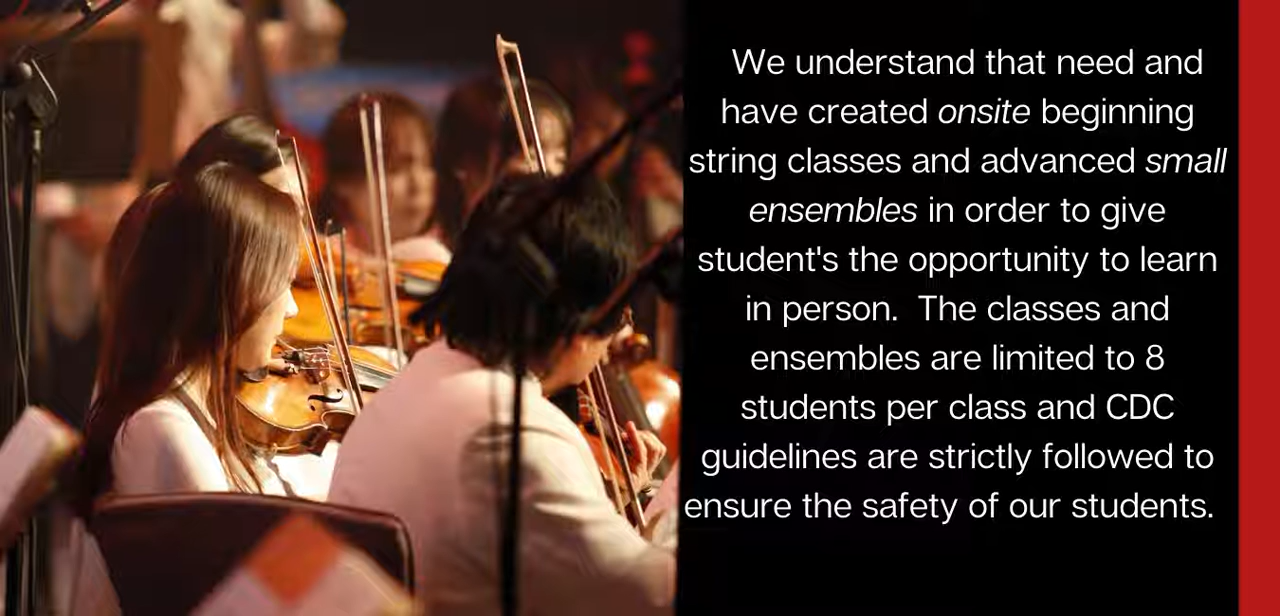 We understand that need and
have created onsite beginning
string classes and advanced small
ensembles in order to give
student's the opportunity to learn
in person.  The classes and
ensembles are limited to 8
students per class and CDC
guidelines are strictly followed to
ensure the safety of our students.